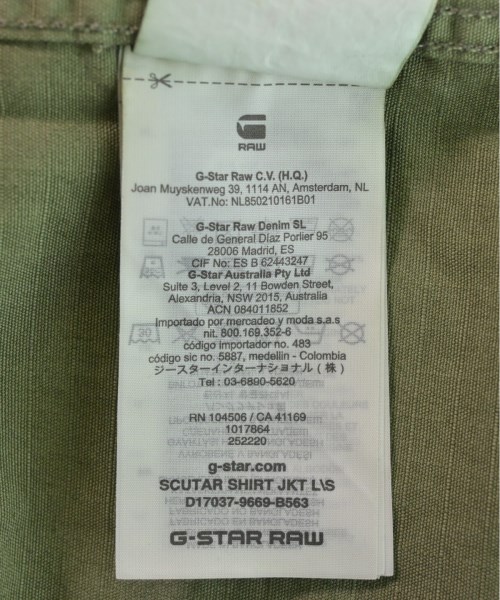 RAW
G-Star Raw C.V. (H.Q.)
Joan Muyskenweg 39, 1114 AN, Amsterdam, NL
VAT.No: NL850210161B01
G-Star Raw Denim SL
Calle de General Díaz Porlier 95
28006 Madrid, ES
CIF No: ES B 62443247
G-Star Australia Pty Ltd
Suite 3, Level 2, 11 Bowden Street,
Alexandria, NSW 2015, Australia
ACN 084011852
Importado por mercadeo y moda s.a.s
nit. 800.169.352-6
código importador no. 483
código sic no. 5887, medellin - Colombia
ジースターインターナショナル(株)
Tel : 03-6890-5620
RN 104506 / CA 41169
1017864
252220
g-star.com
SCUTAR SHIRT JKT L\S
D17037-9669-B563
G-STAR RAW